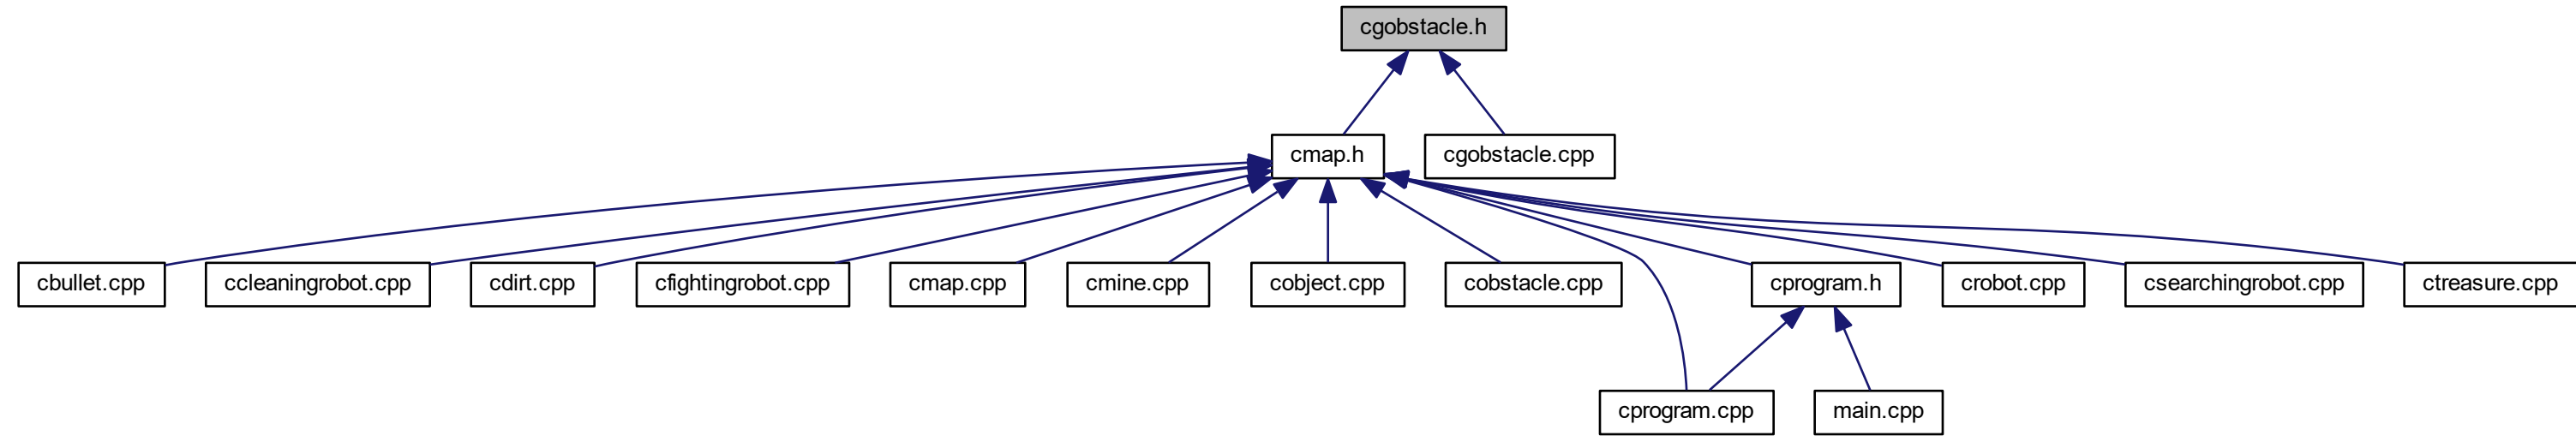 cgobstacle.h
cmap.h
cgobstacle.cpp
cbullet.cpp
ccleaningrobot.cpp
cdirt.cpp
cfightingrobot.cpp
cmap.cpp
cmine.cpp
cobject.cpp
cobstacle.cpp
cprogram.h
crobot.cpp
csearchingrobot.cpp
ctreasure.cpp
cprogram.cpp
main.cpp